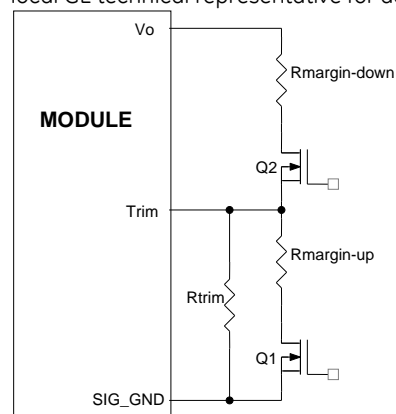 Vo
Rmargin-down
MODULE
Q2
Trim
Rmargin-up
Rtrim
Q1
SIG_GND